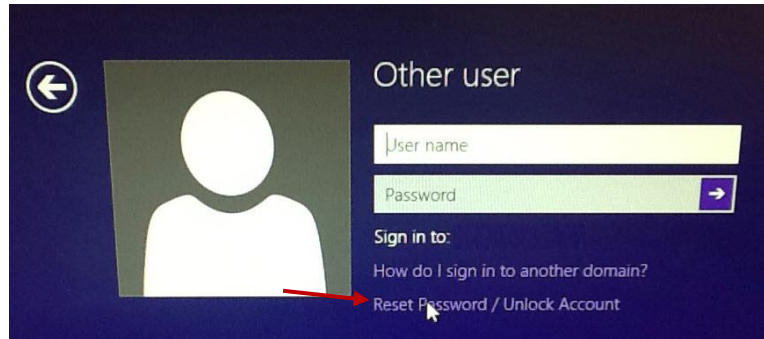 Other user
User name
Password
Sign in to:
How do I sign in to another domain?
Reset Password / Unlock Account